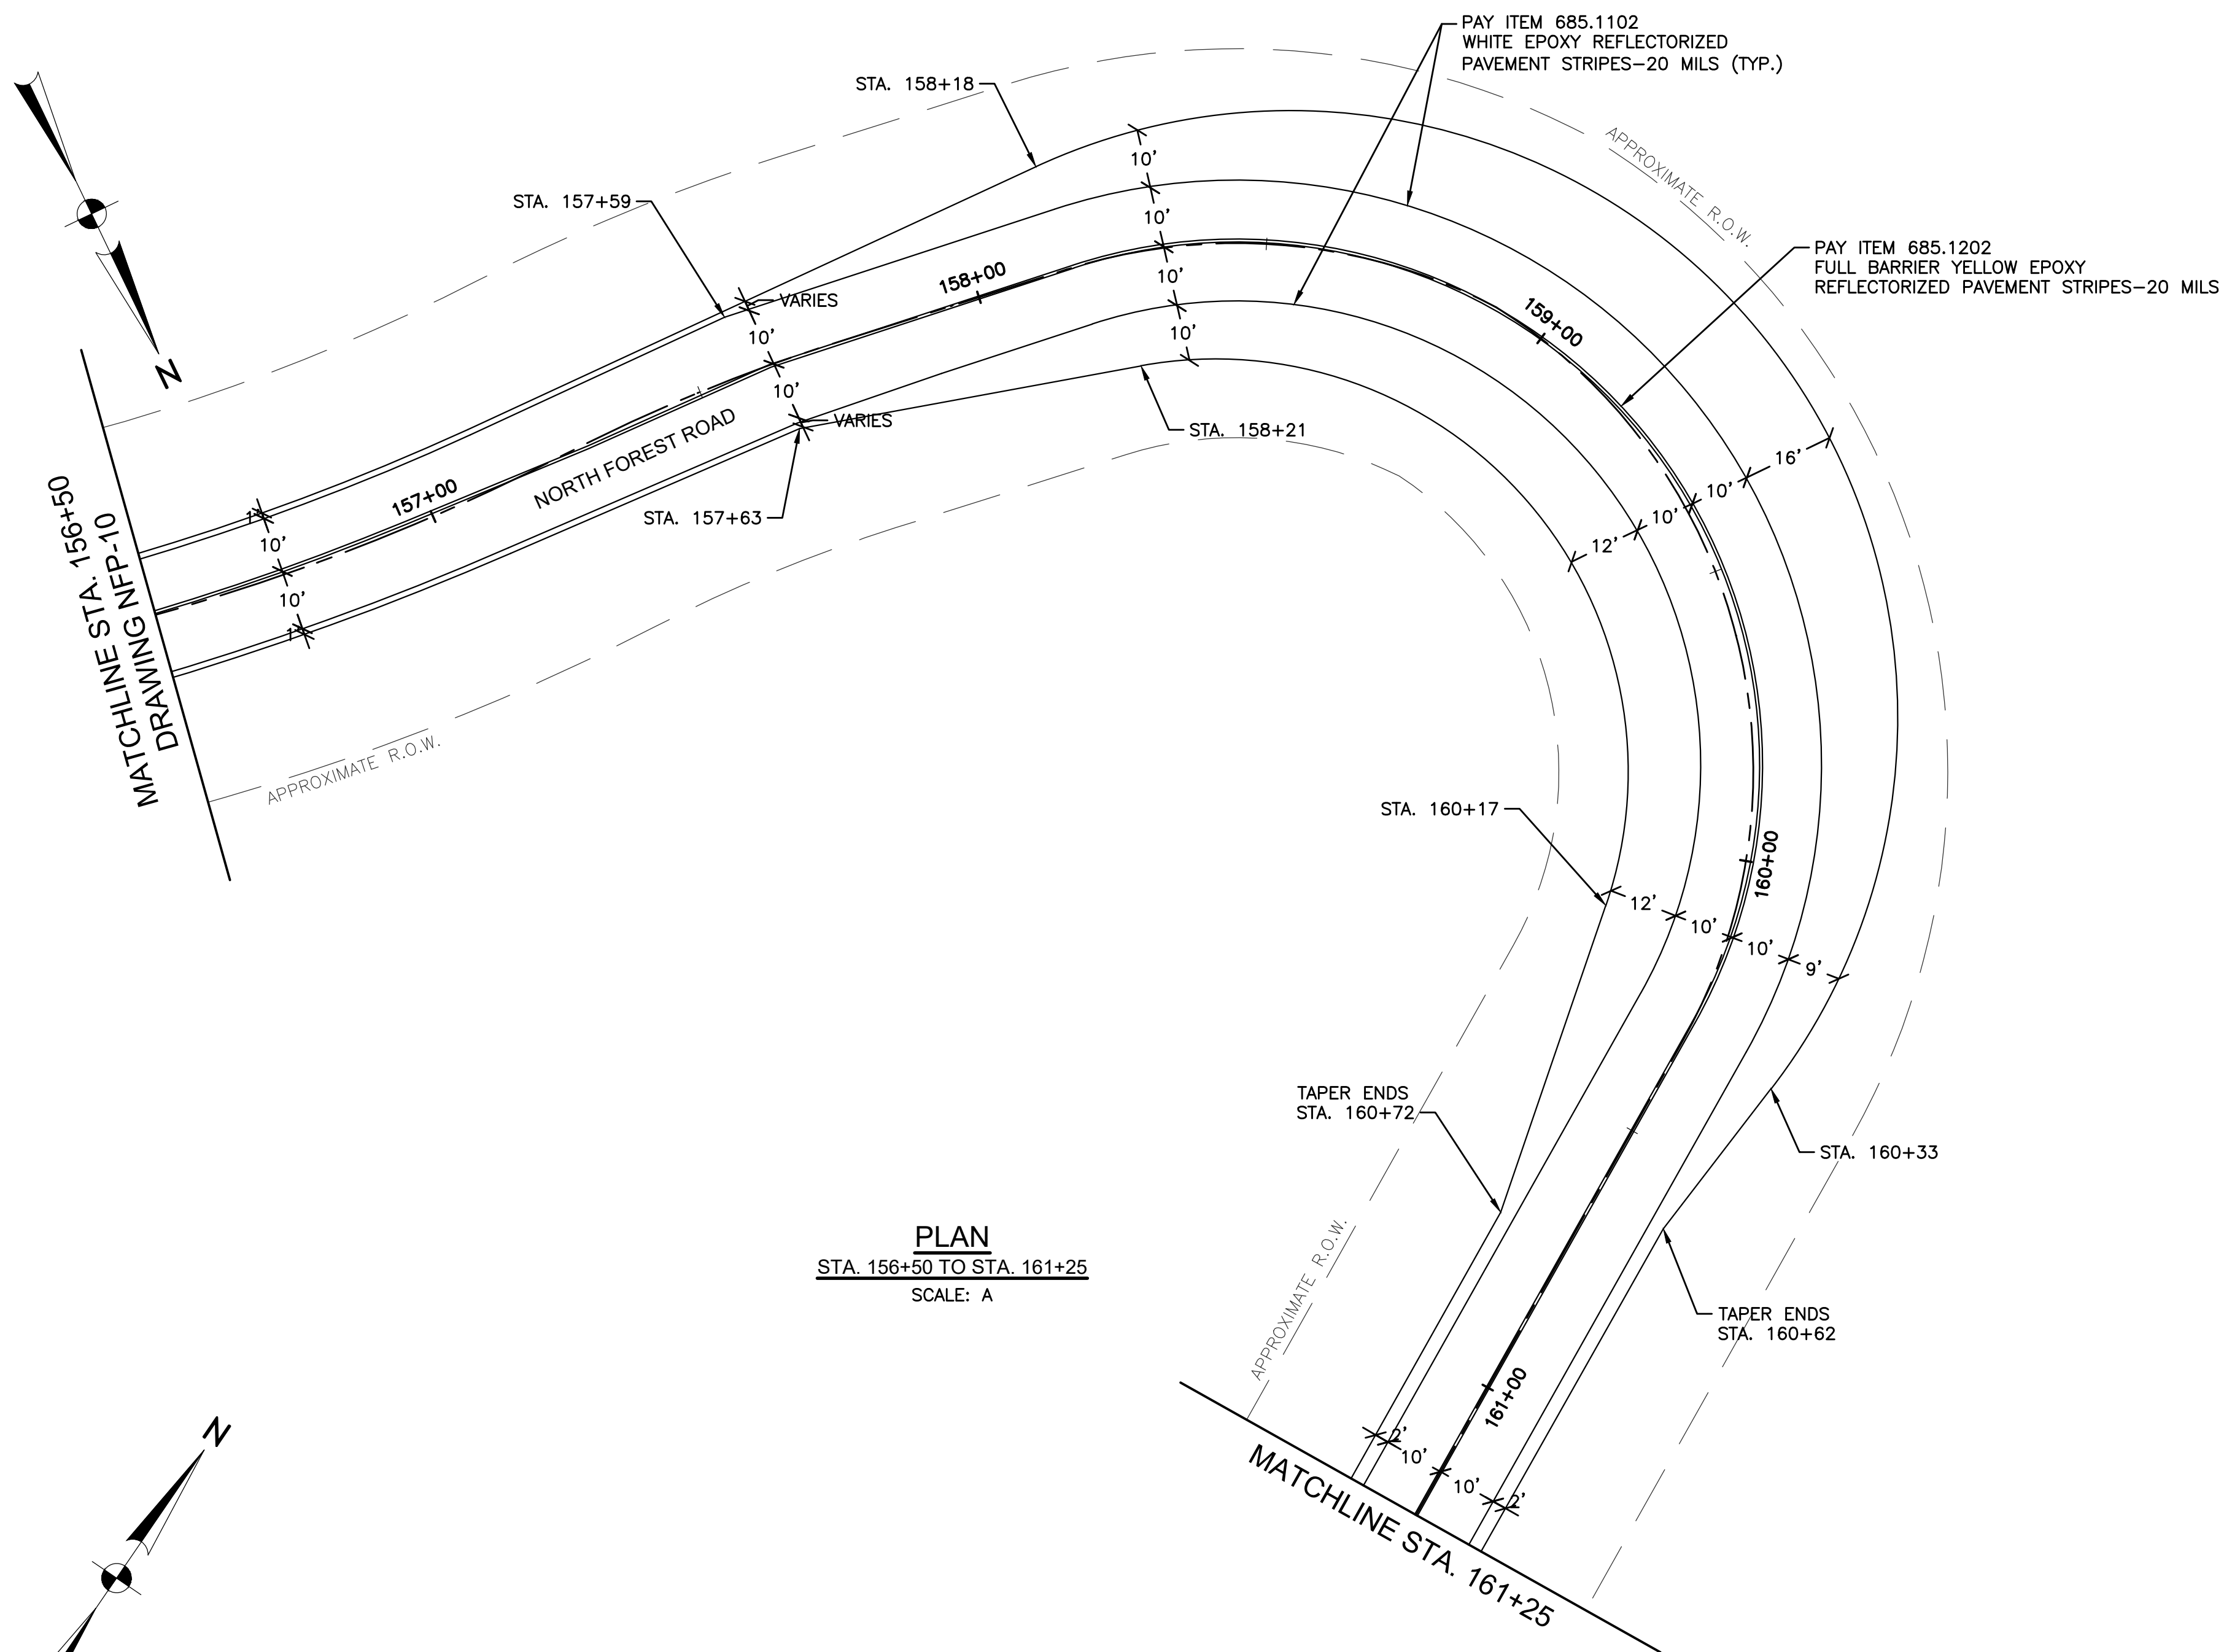 PAY ITEM 685.1102
WHITE EPOXY REFLECTORIZED
PAVEMENT STRIPES-20 MILS (TYP.)
STA. 158+18
10'
APPROXIMATE R.O.W.
STA. 157+59
10'
PAY ITEM 685.1202
FULL BARRIER YELLOW EPOXY
REFLECTORIZED PAVEMENT STRIPES-20 MILS
158+00
VARIES
10'
159+00
10'
10'
N
10'
VARIES
NORTH FOREST ROAD
STA. 158+21
16'
10'
10'
12'
157+00
STA. 157+63
1'
10'
10'
1'
MATCHLINE STA. 156+50
DRAWING NFP-10
APPROXIMATE R.O.W.
STA. 160+17
160+00
12'
10'
10'
9'
TAPER ENDS
STA. 160+72
STA. 160+33
PLAN
STA. 156+50 TO STA. 161+25
SCALE: A
APPROXIMATE R.O.W.
TAPER ENDS
STA. 160+62
161+00
2'
10'
10'
2'
MATCHLINE STA. 161+25
N